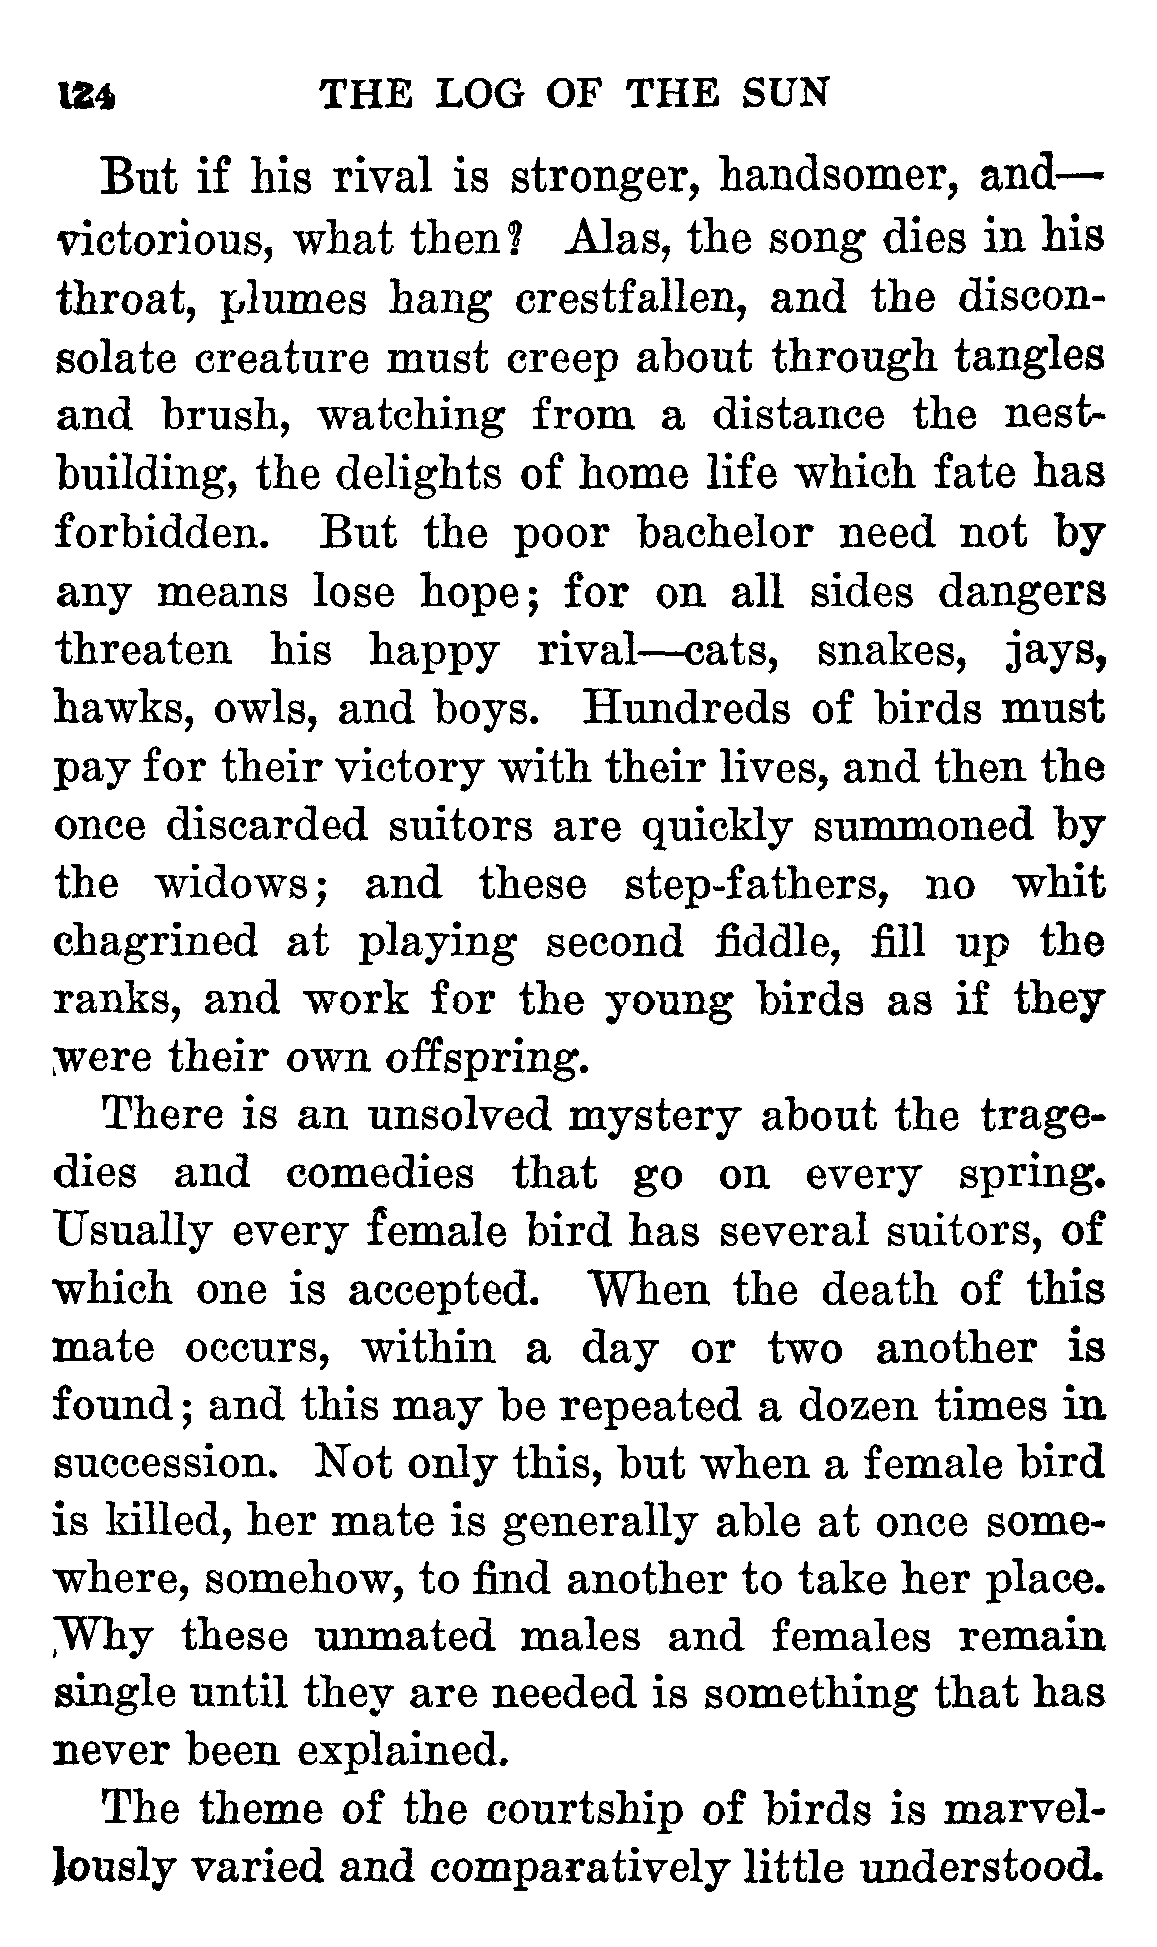 124 THE LOG OF THE SUN
But if his rival is stronger, handsomer, and—
victorious, what then? Alas, the song dies in his
throat, plumes hang crestfallen, and the discon-
solate creature must creep about through tangles
and brush, watching from a distance the nest-
building, the delights of home life which fate has
forbidden. But the poor bachelor need not by
any means lose hope; for on all sides dangers
threaten his happy rival—cats, snakes, jays,
hawks, owls, and boys. Hundreds of birds must
pay for their victory with their lives, and then the
once discarded suitors are quickly summoned by
the widows; and these step-fathers, no whit
chagrined at playing second fiddle, fill up the
ranks, and work for the young birds as if they
were their own offspring.
There is an unsolved mystery about the trage-
dies and comedies that go on every spring.
Usually every female bird has several suitors, of
which one is accepted. When the death of this
mate occurs, within a day or two another is
found; and this may be repeated a dozen times in
succession. Not only this, but when a female bird
is killed, her mate is generally able at once some-
where, somehow, to find another to take her place.
Why these unmated males and females remain
single until they are needed is something that has
never been explained.
The theme of the courtship of birds is marvel-
lously varied and comparatively little understood.